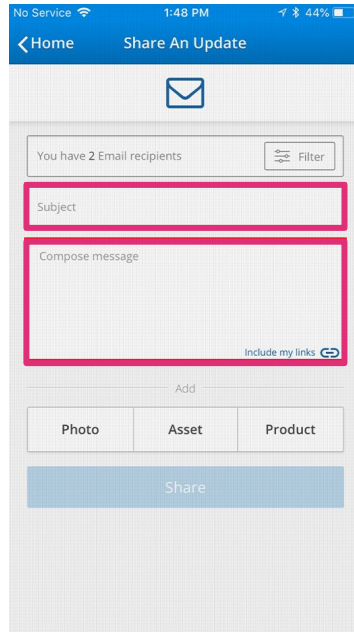 No Service 1:48 PM 44%
Home Share An Update
You have 2 Email recipients Filter
Subject
Compose message
Include my links
Add
Photo Asset Product
Share